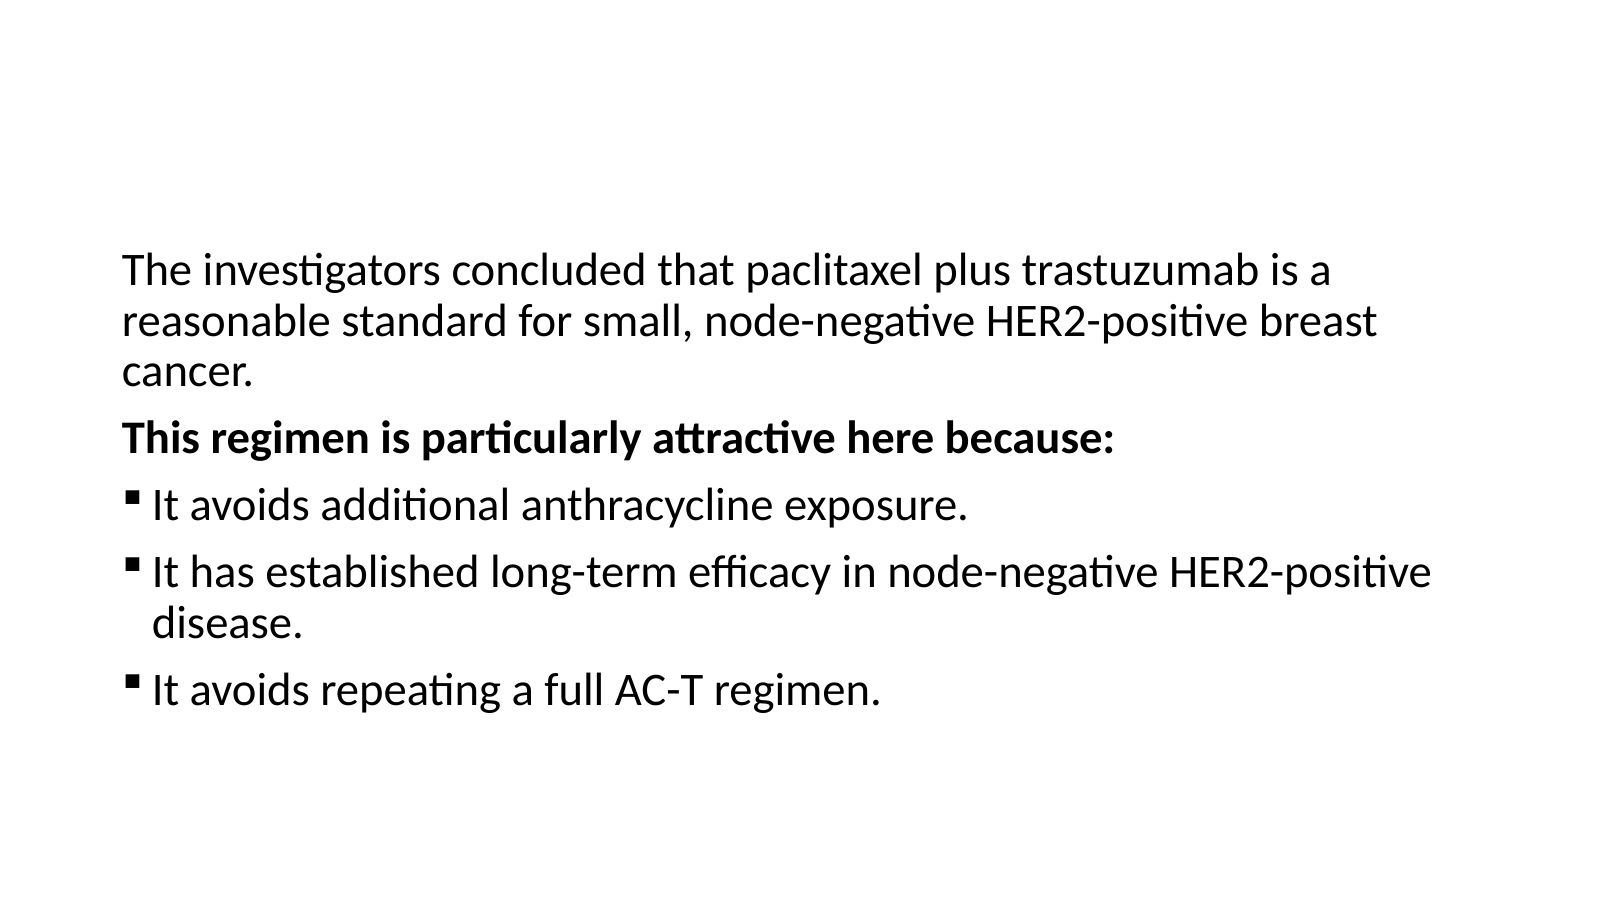 The investigators concluded that paclitaxel plus trastuzumab is a
reasonable standard for small, node-negative HER2-positive breast
cancer.
This regimen is particularly attractive here because:
▪ It avoids additional anthracycline exposure.
▪ It has established long-term efficacy in node-negative HER2-positive
disease.
▪ It avoids repeating a full AC-T regimen.